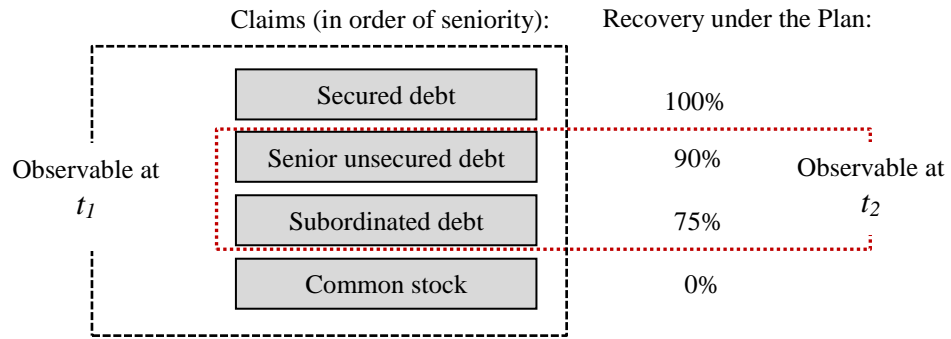 Claims (in order of seniority):
Recovery under the Plan:
Secured debt
100%
Senior unsecured debt
90%
Observable at
t1
Observable at
t2
Subordinated debt
75%
Common stock
0%